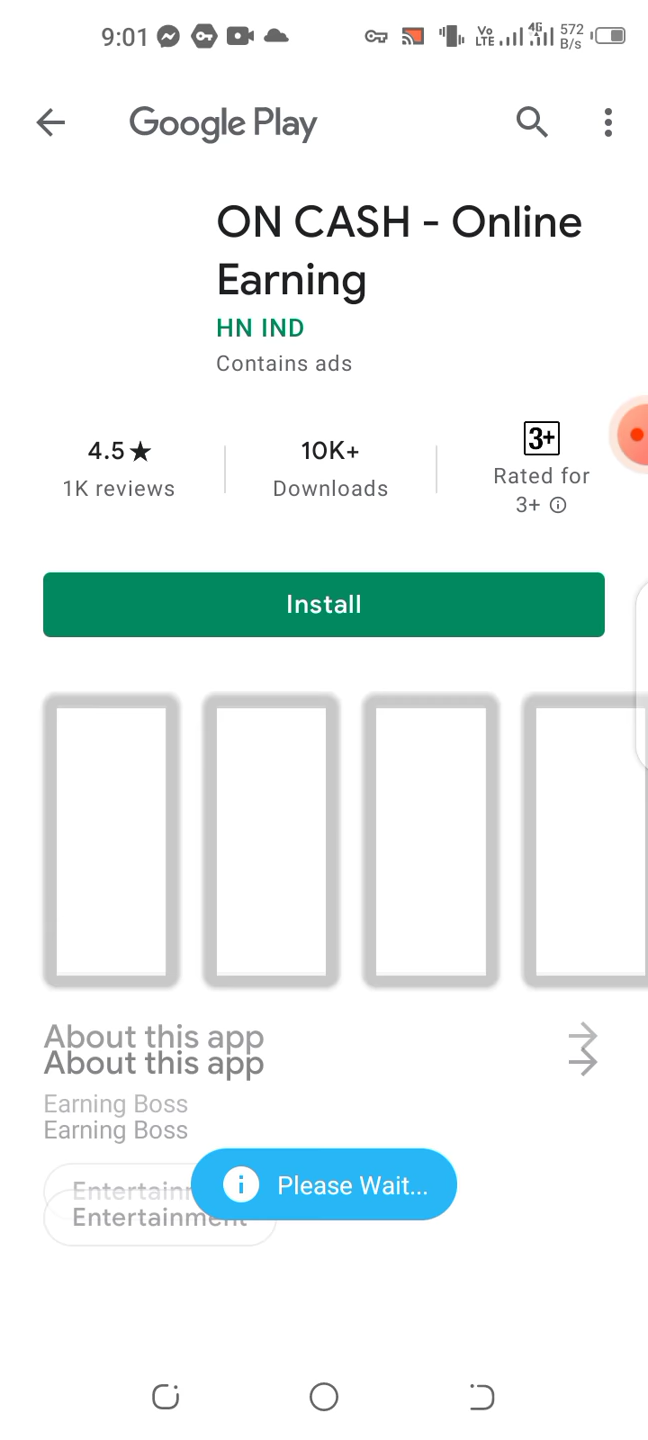 9:01 Vo LTE 4G 572 B/s
Google Play
ON CASH - Online
Earning
HN IND
Contains ads
4.5★ 10K+ 3+
1K reviews Downloads Rated for
3+
Install
About this app
About this app
Earning Boss
Earning Boss
Entertainm
Please Wait...
Entertainment